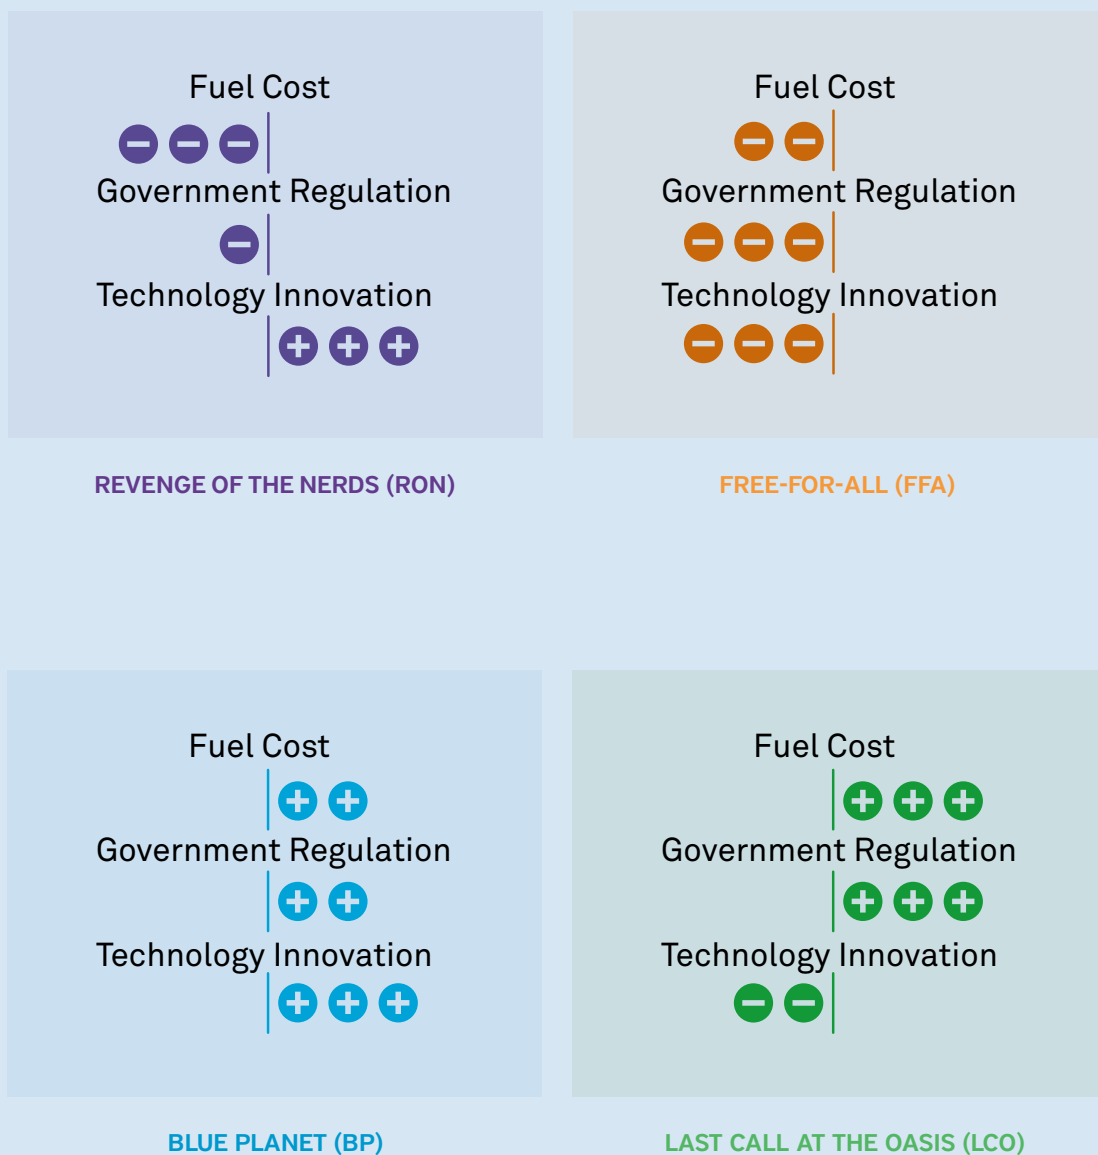 Fuel Cost
Government Regulation
Technology Innovation
REVENGE OF THE NERDS (RON)
Fuel Cost
Government Regulation
Technology Innovation
FREE-FOR-ALL (FFA)
Fuel Cost
Government Regulation
Technology Innovation
BLUE PLANET (BP)
Fuel Cost
Government Regulation
Technology Innovation
LAST CALL AT THE OASIS (LCO)